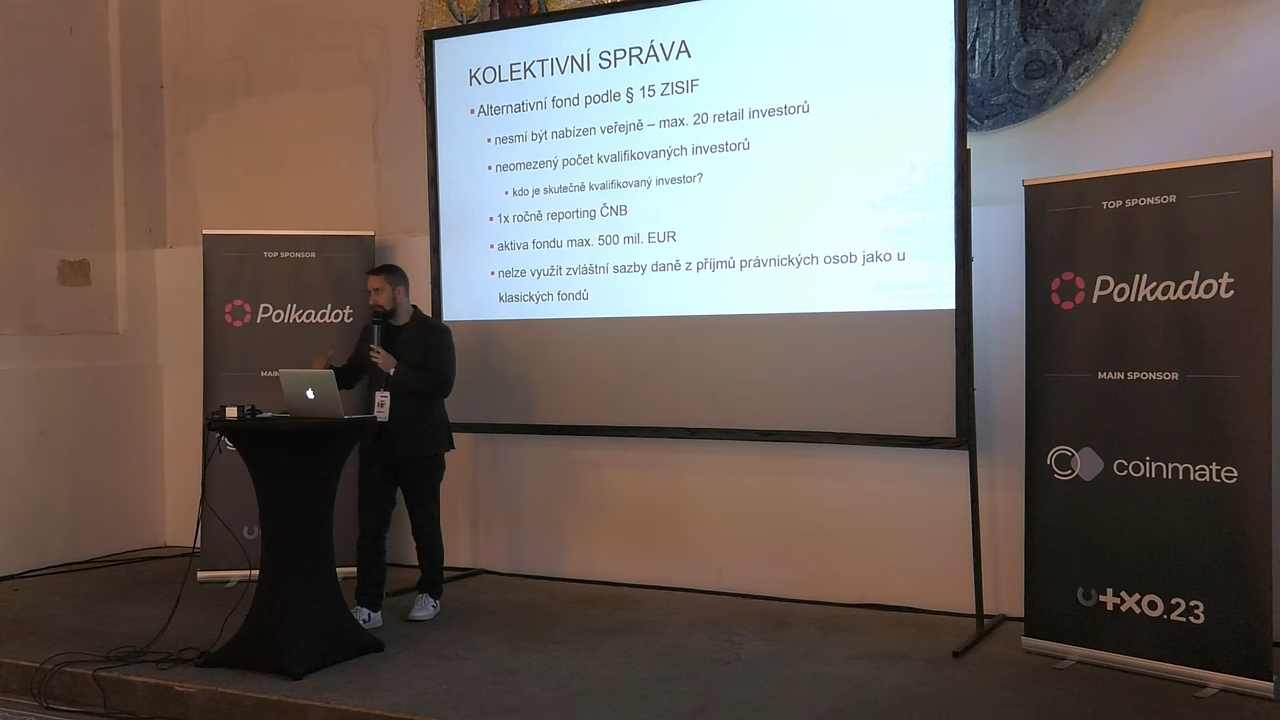 KOLEKTIVNÍ SPRÁVA
▪ Alternativní fond podle § 15 ZISIF
▪ nesmí být nabízen veřejně – max. 20 retail investorů
▪ neomezený počet kvalifikovaných investorů
▪ kdo je skutečně kvalifikovaný investor?
▪ 1x ročně reporting ČNB
▪ aktiva fondu max. 500 mil. EUR
▪ nelze využít zvláštní sazby daně z příjmů právnických osob jako u
klasických fondů
TOP SPONSOR
Polkadot
MAIN
TOP SPONSOR
Polkadot
MAIN SPONSOR
coinmate
UTXO.23